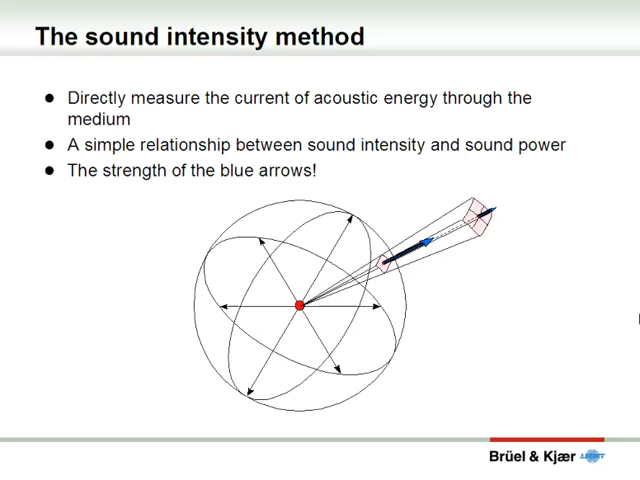 The sound intensity method
● Directly measure the current of acoustic energy through the
medium
● A simple relationship between sound intensity and sound power
● The strength of the blue arrows!
Brüel & Kjær